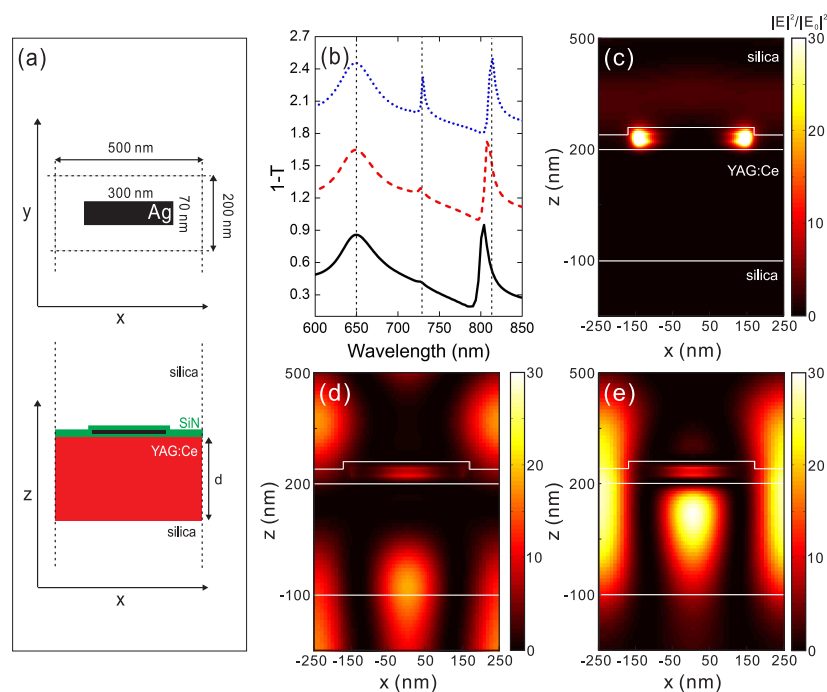 (a)
500 nm
300 nm
Ag
70 nm
200 nm
y
x
silica
SiN
YAG:Ce
d
z
silica
x
(b)
2.7
2.4
2.1
1.8
1.5
1.2
0.9
0.6
0.3
1-T
600 650 700 750 800 850
Wavelength (nm)
|E|²/|E₀|²
(c)
500
200
-100
z (nm)
silica
YAG:Ce
silica
-250 -150 -50 50 150 250
x (nm)
30
20
10
0
(d)
500
200
-100
z (nm)
-250 -150 -50 50 150 250
x (nm)
30
20
10
0
(e)
500
200
-100
z (nm)
-250 -150 -50 50 150 250
x (nm)
30
20
10
0